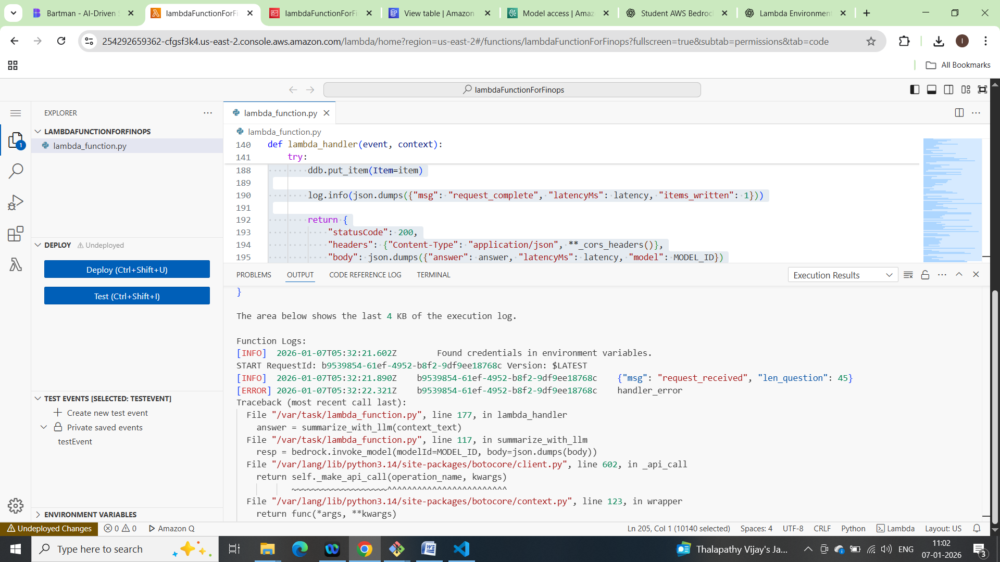 Bartman - AI-Driven S
lambdaFunctionForFi
lambdaFunctionForFi
View table | Amazon
Model access | Amaz
Student AWS Bedroc
Lambda Environmen
254292659362-cfgsf3k4.us-east-2.console.aws.amazon.com/lambda/home?region=us-east-2#/functions/lambdaFunctionForFinops?fullscreen=true&subtab=permissions&tab=code
I
All Bookmarks
lambdaFunctionForFinops
EXPLORER
LAMBDAFUNCTIONFORFINOPS
lambda_function.py
1
DEPLOY Undeployed
Deploy (Ctrl+Shift+U)
Test (Ctrl+Shift+I)
TEST EVENTS [SELECTED: TESTEVENT]
Create new test event
Private saved events
testEvent
ENVIRONMENT VARIABLES
lambda_function.py
lambda_function.py
140 def lambda_handler(event, context):
141 try:
188 ddb.put_item(Item=item)
189
190 log.info(json.dumps({"msg": "request_complete", "latencyMs": latency, "items_written": 1}))
191
192 return {
193 "statusCode": 200,
194 "headers": {"Content-Type": "application/json", **_cors_headers()},
195 "body": json.dumps({"answer": answer, "latencyMs": latency, "model": MODEL_ID})
PROBLEMS OUTPUT CODE REFERENCE LOG TERMINAL
Execution Results
}
The area below shows the last 4 KB of the execution log.
Function Logs:
[INFO] 2026-01-07T05:32:21.602Z Found credentials in environment variables.
START RequestId: b9539854-61ef-4952-b8f2-9df9ee18768c Version: $LATEST
[INFO] 2026-01-07T05:32:21.890Z b9539854-61ef-4952-b8f2-9df9ee18768c {"msg": "request_received", "len_question": 45}
[ERROR] 2026-01-07T05:32:22.321Z b9539854-61ef-4952-b8f2-9df9ee18768c handler_error
Traceback (most recent call last):
File "/var/task/lambda_function.py", line 177, in lambda_handler
answer = summarize_with_llm(context_text)
File "/var/task/lambda_function.py", line 117, in summarize_with_llm
resp = bedrock.invoke_model(modelId=MODEL_ID, body=json.dumps(body))
File "/var/lang/lib/python3.14/site-packages/botocore/client.py", line 602, in _api_call
return self._make_api_call(operation_name, kwargs)
~~~~~~~~~~~~~~~~~~~^^^^^^^^^^^^^^^^^^^^^^^^
File "/var/lang/lib/python3.14/site-packages/botocore/context.py", line 123, in wrapper
return func(*args, **kwargs)
Undeployed Changes 0 0 Amazon Q
Ln 205, Col 1 (10140 selected) Spaces: 4 UTF-8 CRLF Python Lambda Layout: US
Type here to search
Thalapathy Vijay's Ja...
ENG
11:02
07-01-2026
3